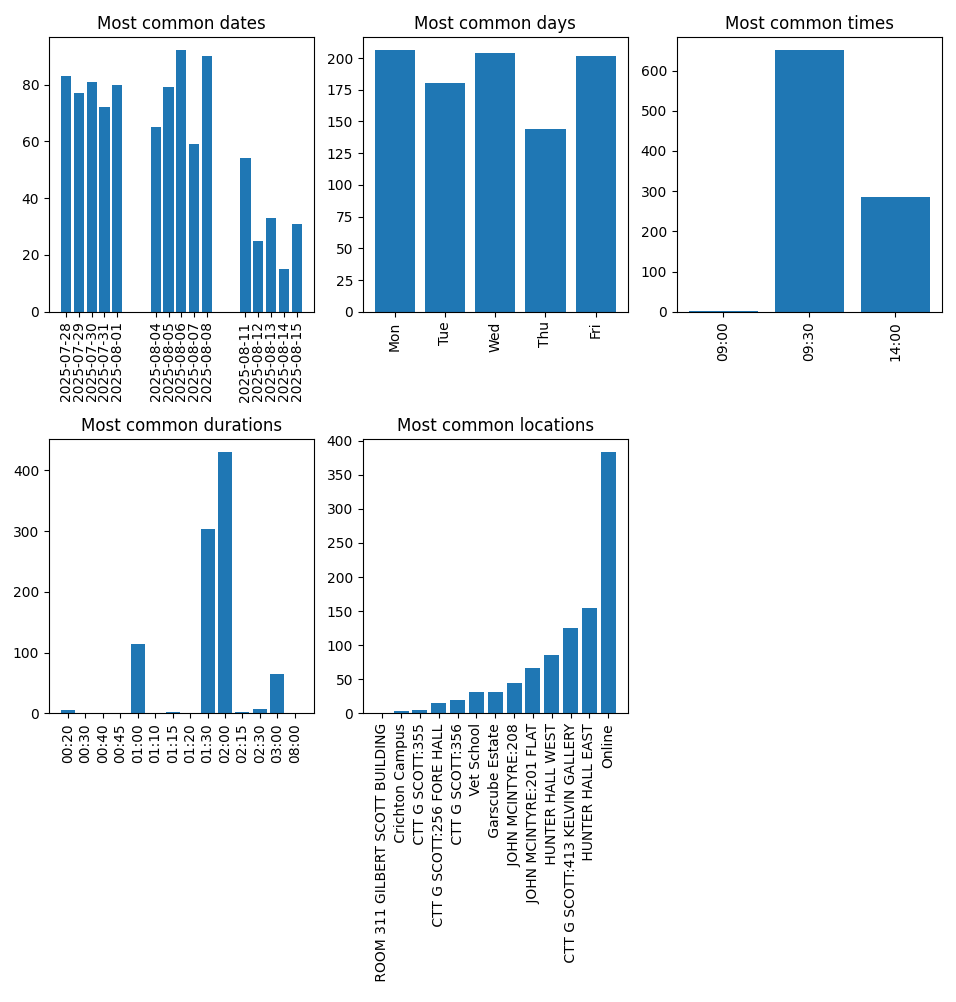 Most common dates
80
60
40
20
0
2025-07-28
2025-07-29
2025-07-30
2025-07-31
2025-08-01
2025-08-04
2025-08-05
2025-08-06
2025-08-07
2025-08-08
2025-08-11
2025-08-12
2025-08-13
2025-08-14
2025-08-15
Most common days
200
175
150
125
100
75
50
25
0
Mon
Tue
Wed
Thu
Fri
Most common times
600
500
400
300
200
100
0
09:00
09:30
14:00
Most common durations
400
300
200
100
0
00:20
00:30
00:40
00:45
01:00
01:10
01:15
01:20
01:30
02:00
02:15
02:30
03:00
08:00
Most common locations
400
350
300
250
200
150
100
50
0
ROOM 311 GILBERT SCOTT BUILDING
Crichton Campus
CTT G SCOTT:355
CTT G SCOTT:256 FORE HALL
CTT G SCOTT:356
Vet School
Garscube Estate
JOHN MCINTYRE:208
JOHN MCINTYRE:201 FLAT
HUNTER HALL WEST
CTT G SCOTT:413 KELVIN GALLERY
HUNTER HALL EAST
Online